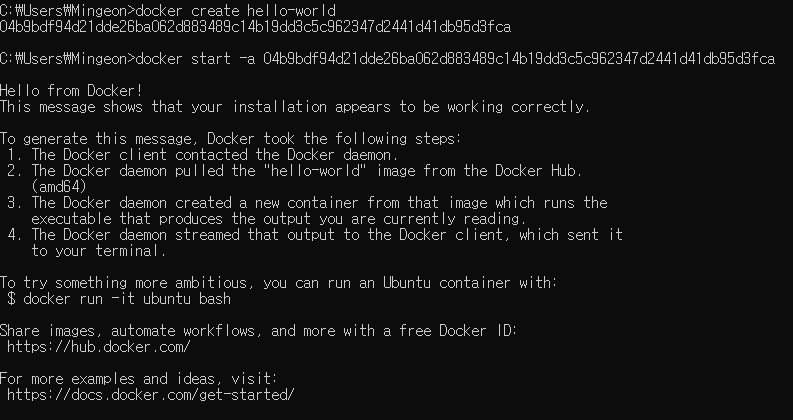 C:₩Users₩Mingeon>docker create hello-world
04b9bdf94d21dde26ba062d883489c14b19dd3c5c962347d2441d41db95d3fca
C:₩Users₩Mingeon>docker start -a 04b9bdf94d21dde26ba062d883489c14b19dd3c5c962347d2441d41db95d3fca
Hello from Docker!
This message shows that your installation appears to be working correctly.
To generate this message, Docker took the following steps:
1. The Docker client contacted the Docker daemon.
2. The Docker daemon pulled the "hello-world" image from the Docker Hub.
(amd64)
3. The Docker daemon created a new container from that image which runs the
executable that produces the output you are currently reading.
4. The Docker daemon streamed that output to the Docker client, which sent it
to your terminal.
To try something more ambitious, you can run an Ubuntu container with:
$ docker run -it ubuntu bash
Share images, automate workflows, and more with a free Docker ID:
https://hub.docker.com/
For more examples and ideas, visit:
https://docs.docker.com/get-started/